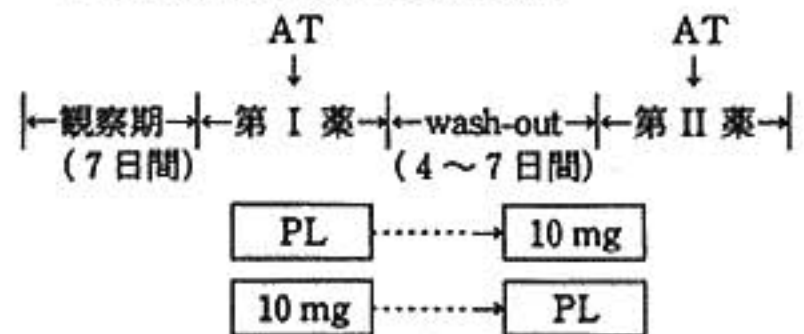 AT AT
↓ ↓
|←観察期→|←第 I 薬→|←wash-out→|←第 II 薬→|
(7日間) (4～7日間)
PL ·······→ 10 mg
10 mg ·······→ PL